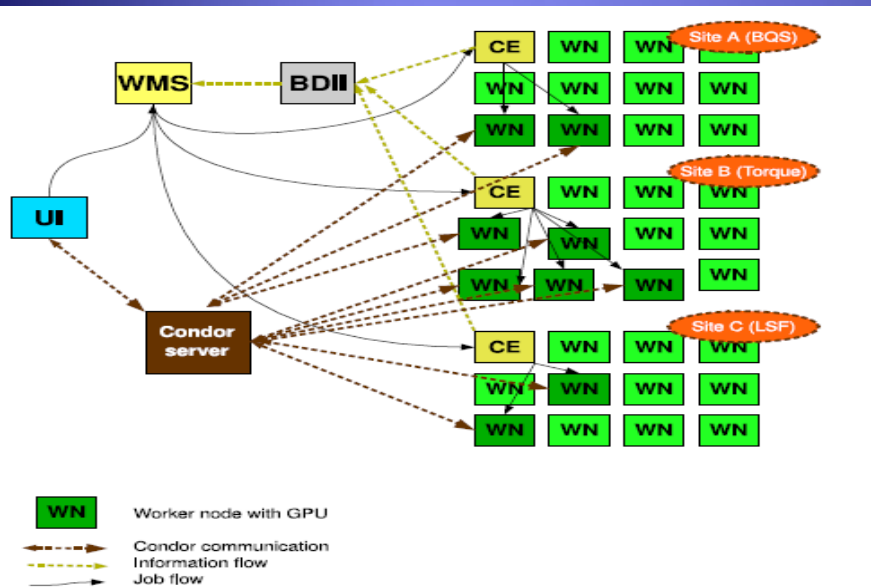 CE WN WN Site A (BQS)
WMS BDII WN WN WN WN
WN WN WN WN
Site B (Torque)
CE WN WN WN
UI WN WN WN WN
WN WN WN WN
Condor
server
Site C (LSF)
CE WN WN WN
WN WN WN WN
WN WN WN WN
WN Worker node with GPU
Condor communication
Information flow
Job flow